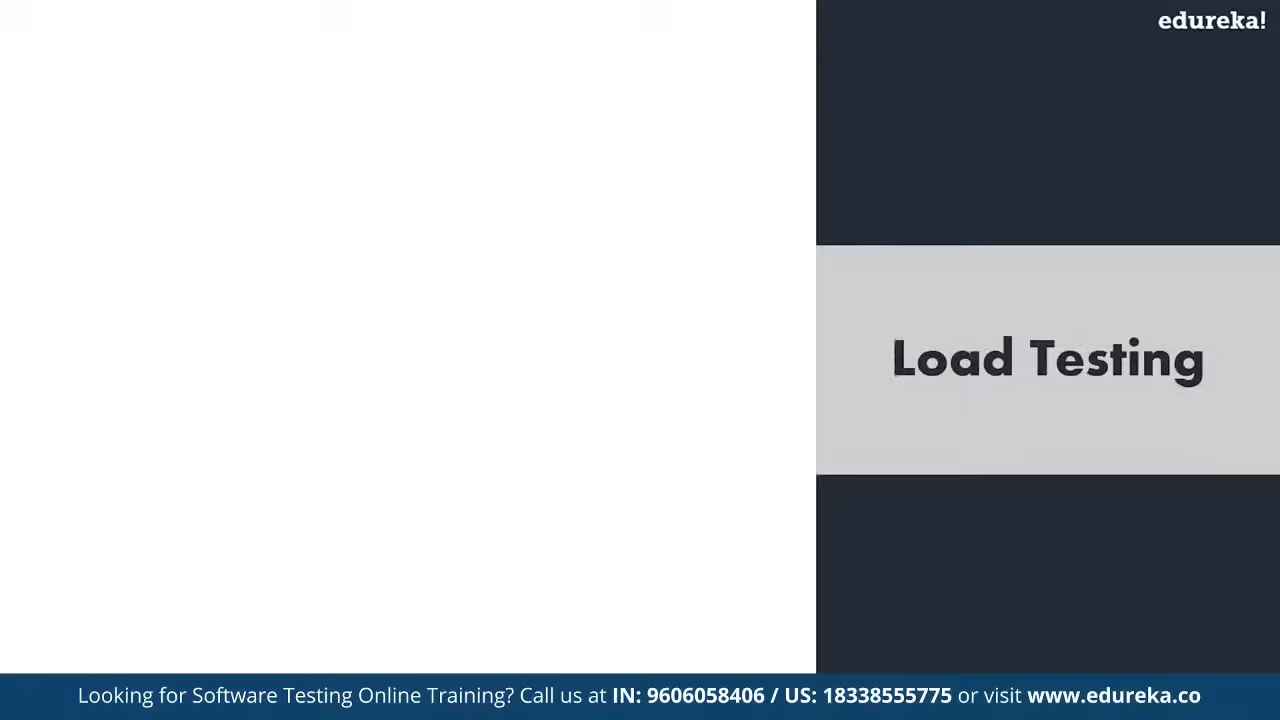 edureka!
Load Testing
Looking for Software Testing Online Training? Call us at IN: 9606058406 / US: 18338555775 or visit www.edureka.co